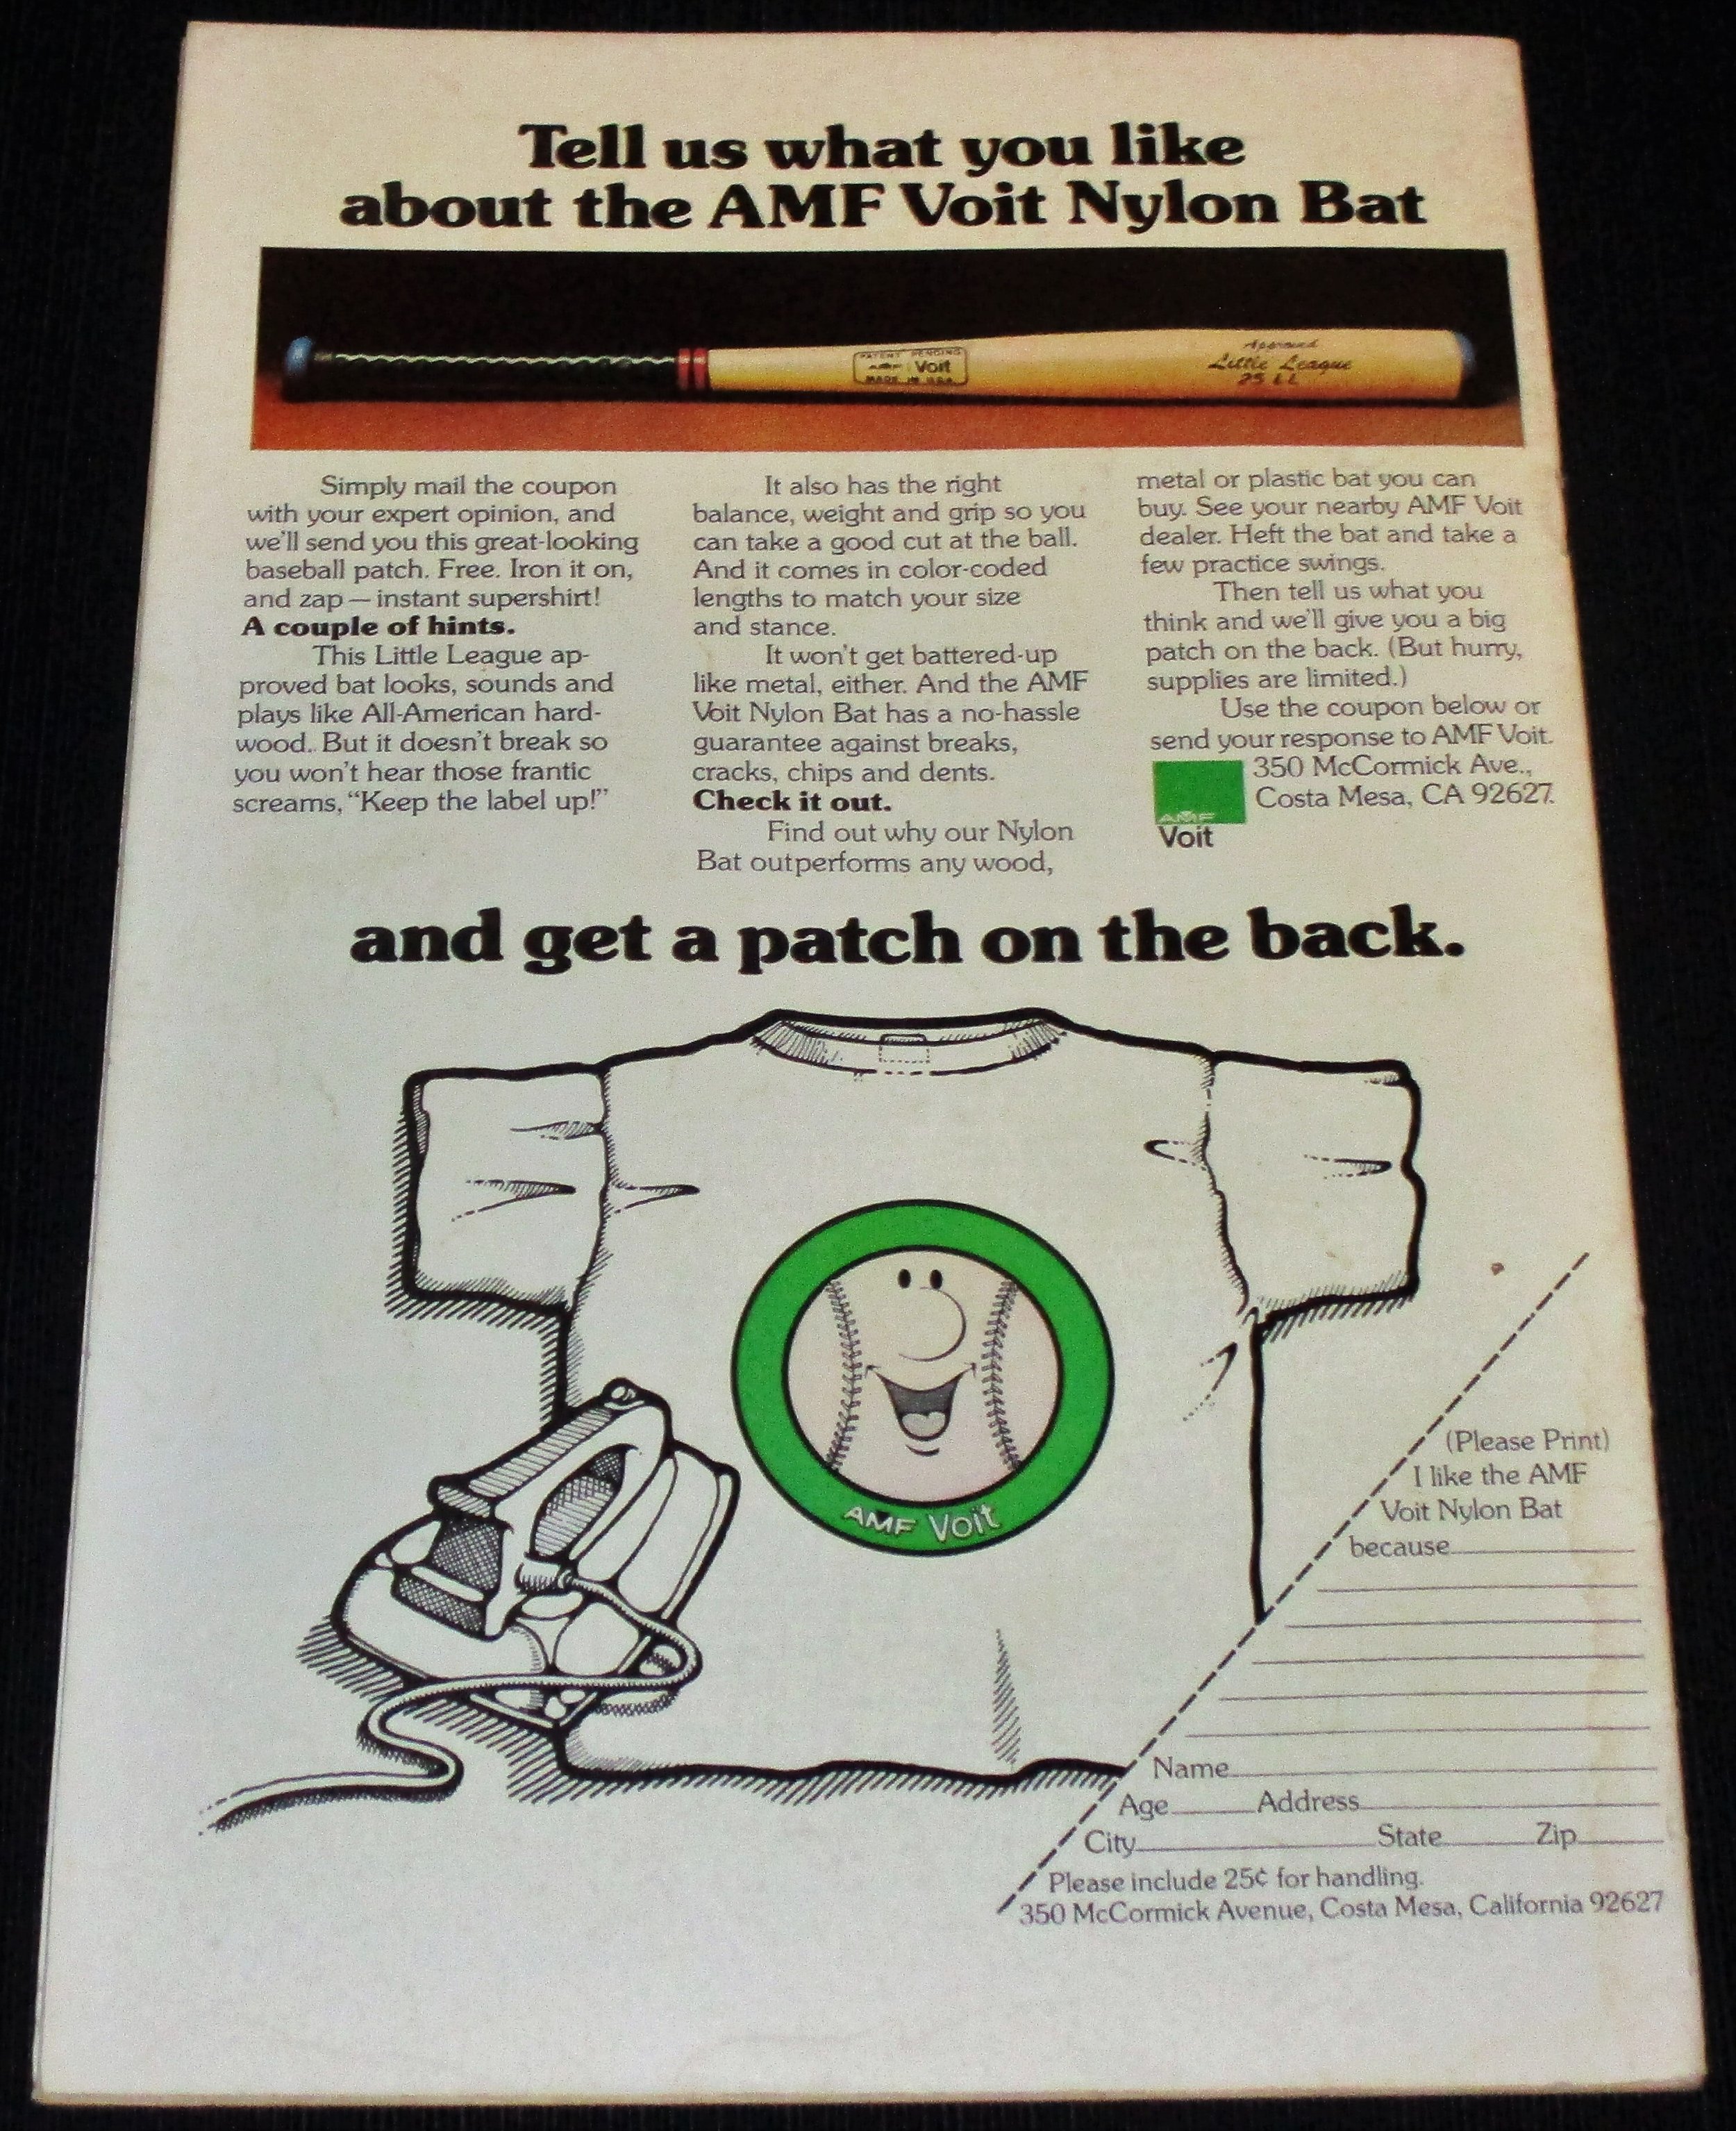 Tell us what you like
about the AMF Voit Nylon Bat
PATENT PENDING
AMF Voit
MADE IN U.S.A.
Approved
Little League
25 LL
Simply mail the coupon
with your expert opinion, and
we'll send you this great-looking
baseball patch. Free. Iron it on,
and zap — instant supershirt!
A couple of hints.
This Little League ap-
proved bat looks, sounds and
plays like All-American hard-
wood. But it doesn't break so
you won't hear those frantic
screams, “Keep the label up!”
It also has the right
balance, weight and grip so you
can take a good cut at the ball.
And it comes in color-coded
lengths to match your size
and stance.
It won't get battered-up
like metal, either. And the AMF
Voit Nylon Bat has a no-hassle
guarantee against breaks,
cracks, chips and dents.
Check it out.
Find out why our Nylon
Bat outperforms any wood,
metal or plastic bat you can
buy. See your nearby AMF Voit
dealer. Heft the bat and take a
few practice swings.
Then tell us what you
think and we'll give you a big
patch on the back. (But hurry,
supplies are limited.)
Use the coupon below or
send your response to AMF Voit.
350 McCormick Ave.,
Costa Mesa, CA 92627.
AMF
Voit
and get a patch on the back.
AMF Voit
(Please Print)
I like the AMF
Voit Nylon Bat
because
Name
Age Address
City State Zip
Please include 25¢ for handling.
350 McCormick Avenue, Costa Mesa, California 92627